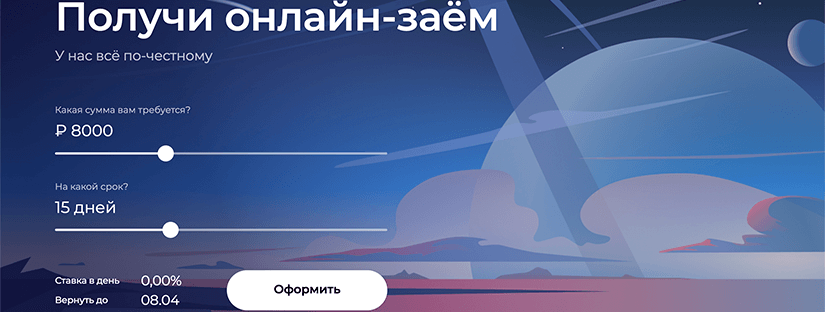 Получи онлайн-заём
У нас всё по-честному
Какая сумма вам требуется?
₽ 8000
На какой срок?
15 дней
Ставка в день 0,00%
Вернуть до 08.04
Оформить